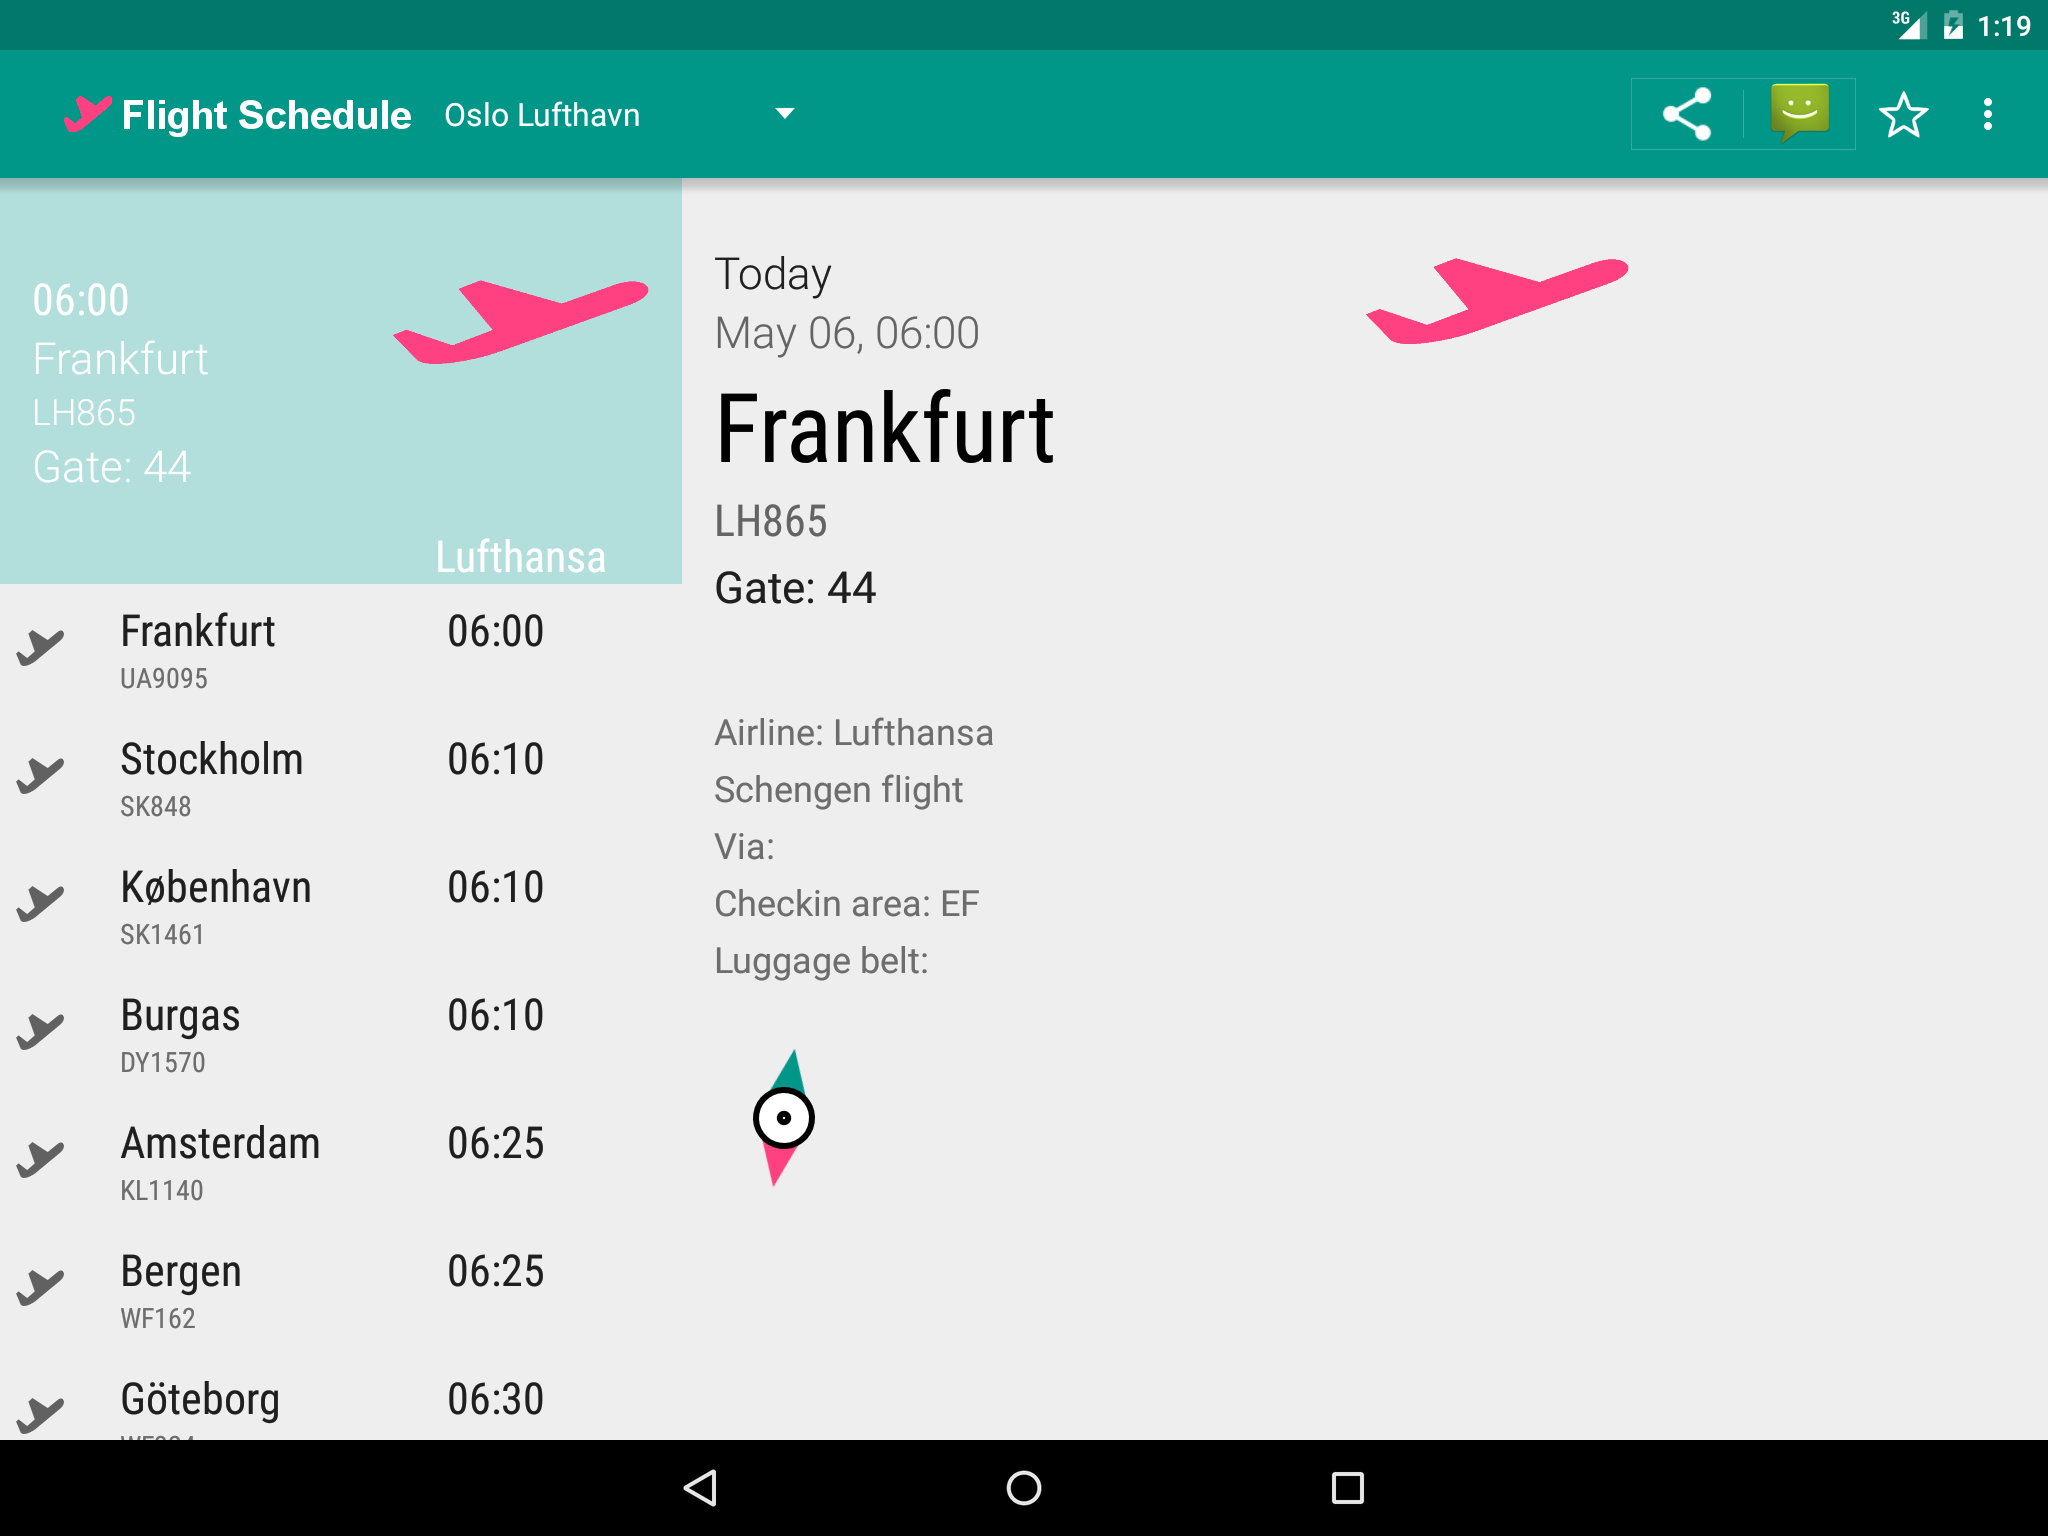 3G 1:19
Flight Schedule Oslo Lufthavn
06:00
Frankfurt
LH865
Gate: 44
Lufthansa
Frankfurt 06:00
UA9095
Stockholm 06:10
SK848
København 06:10
SK1461
Burgas 06:10
DY1570
Amsterdam 06:25
KL1140
Bergen 06:25
WF162
Göteborg 06:30
Today
May 06, 06:00
Frankfurt
LH865
Gate: 44
Airline: Lufthansa
Schengen flight
Via:
Checkin area: EF
Luggage belt: